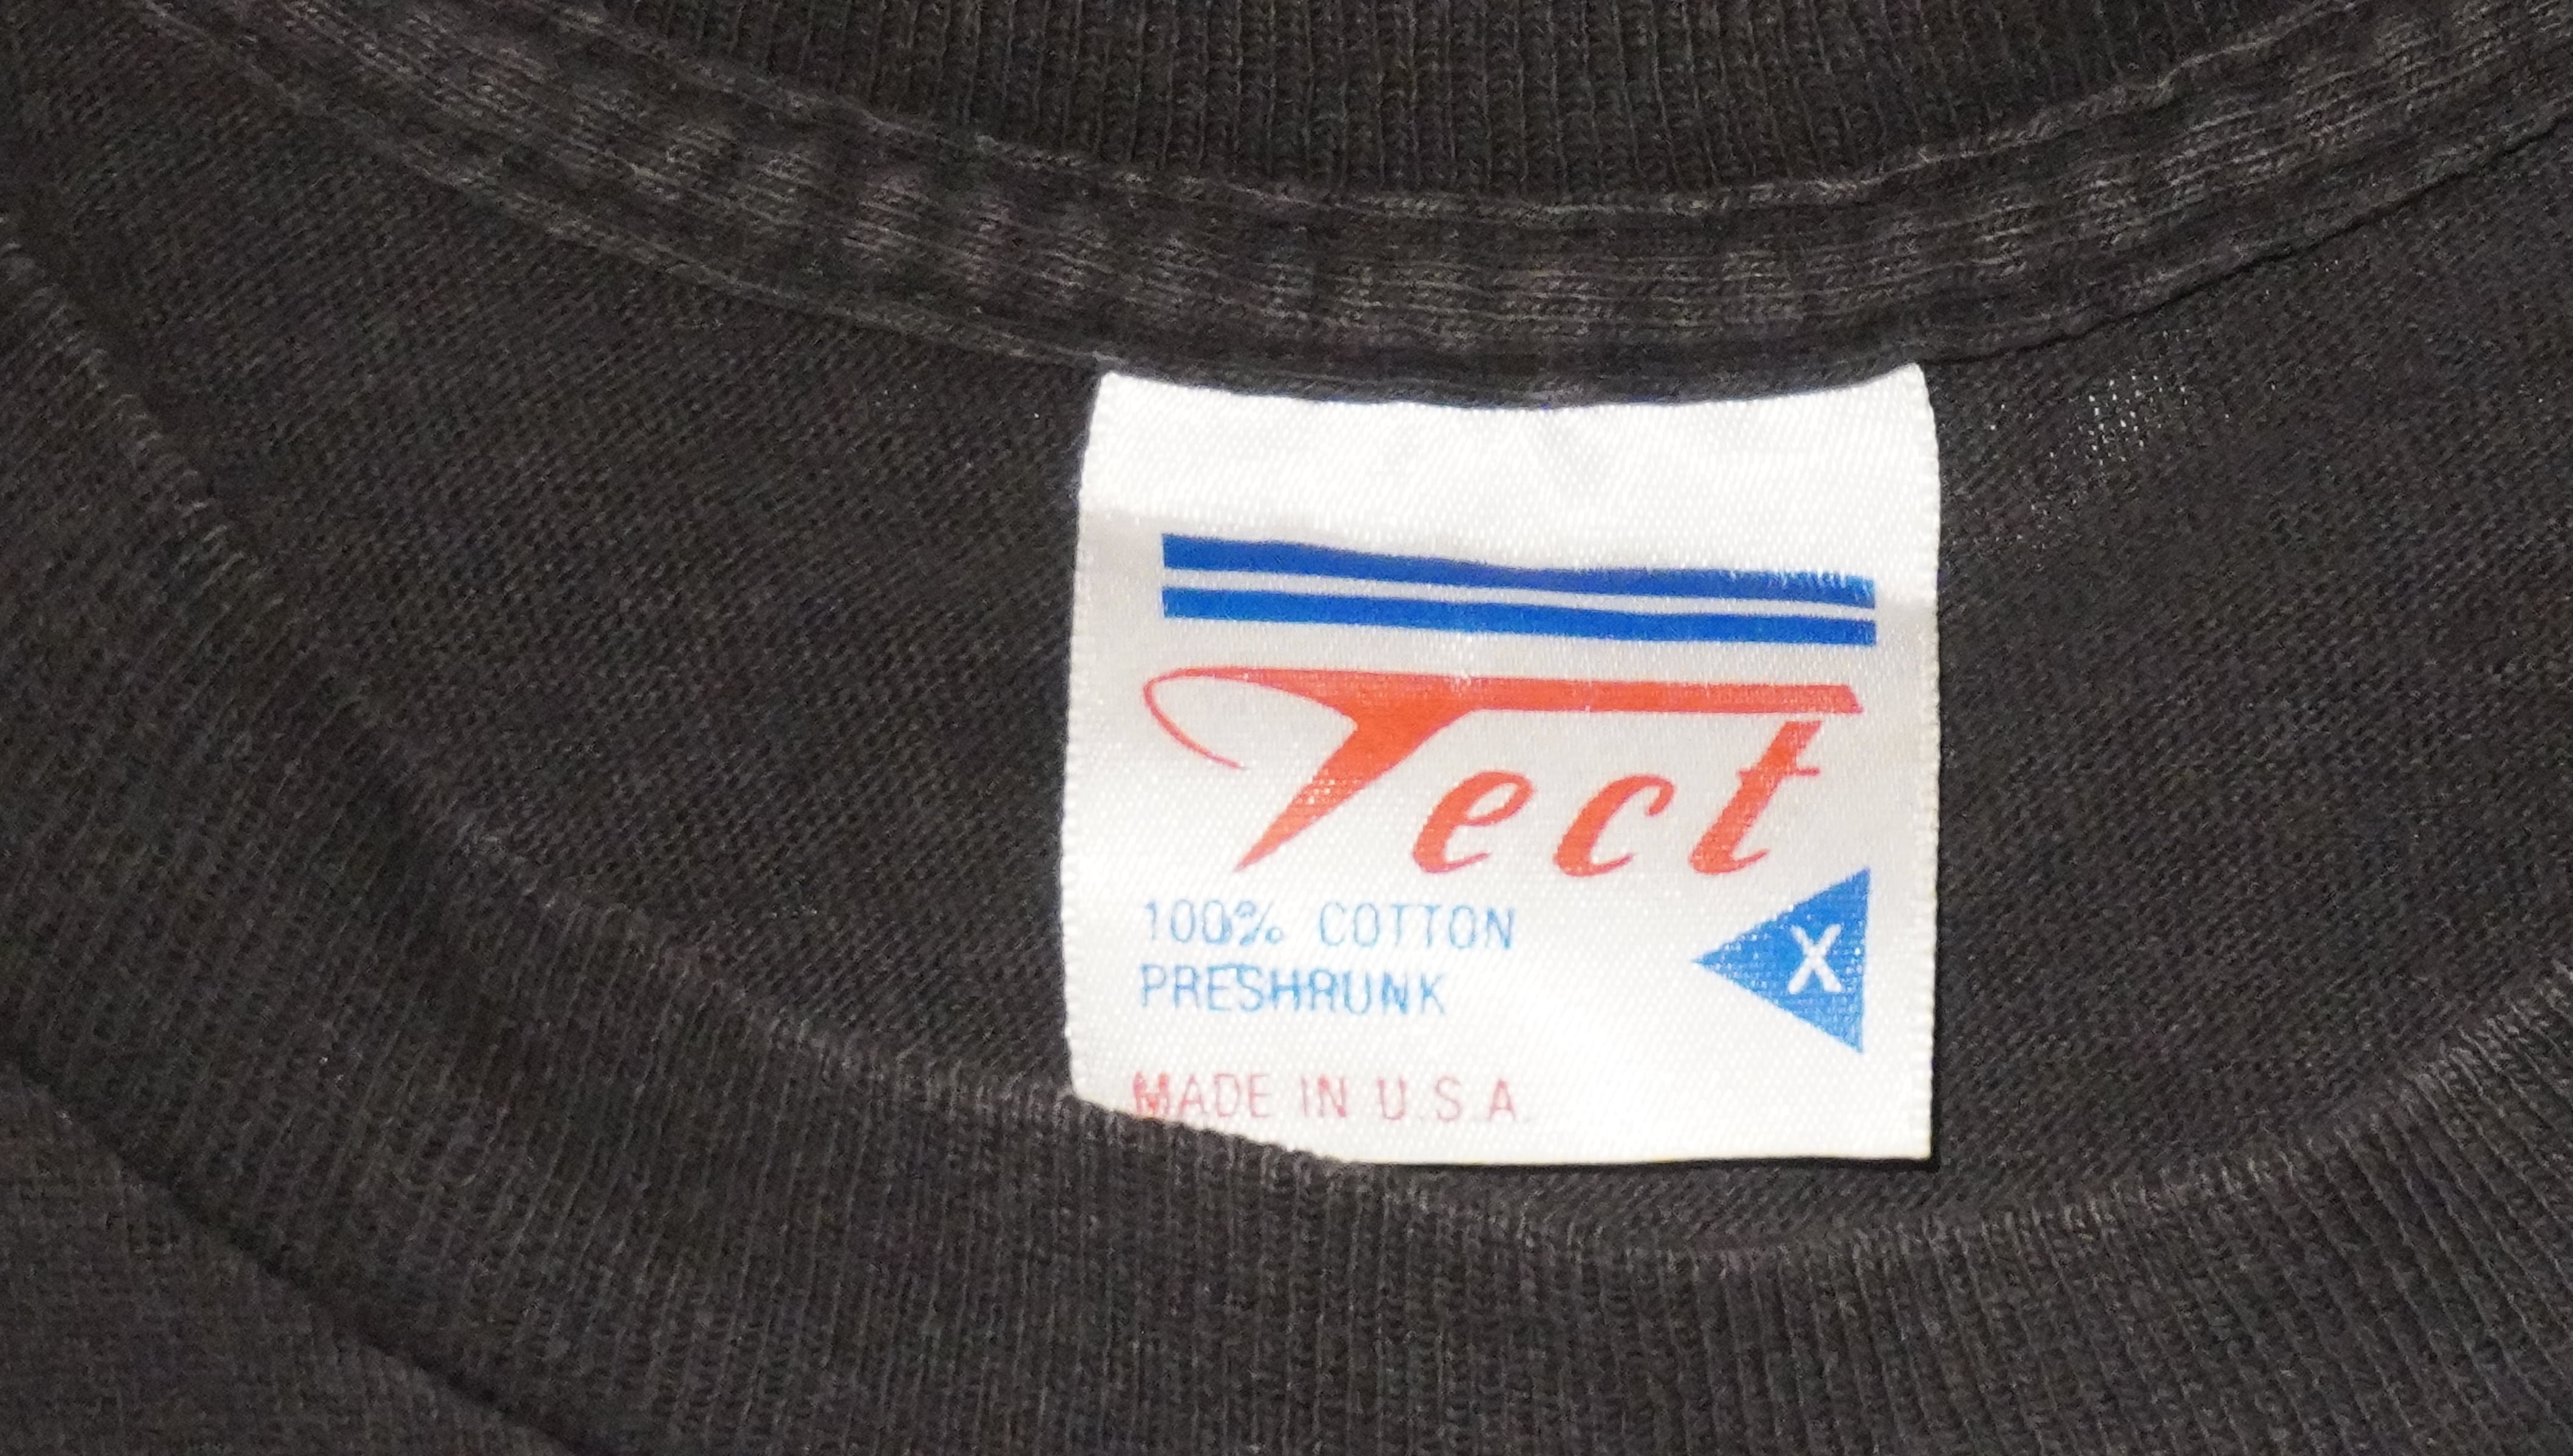 Tect
100% COTTON
PRESHRUNK
X
MADE IN U.S.A.